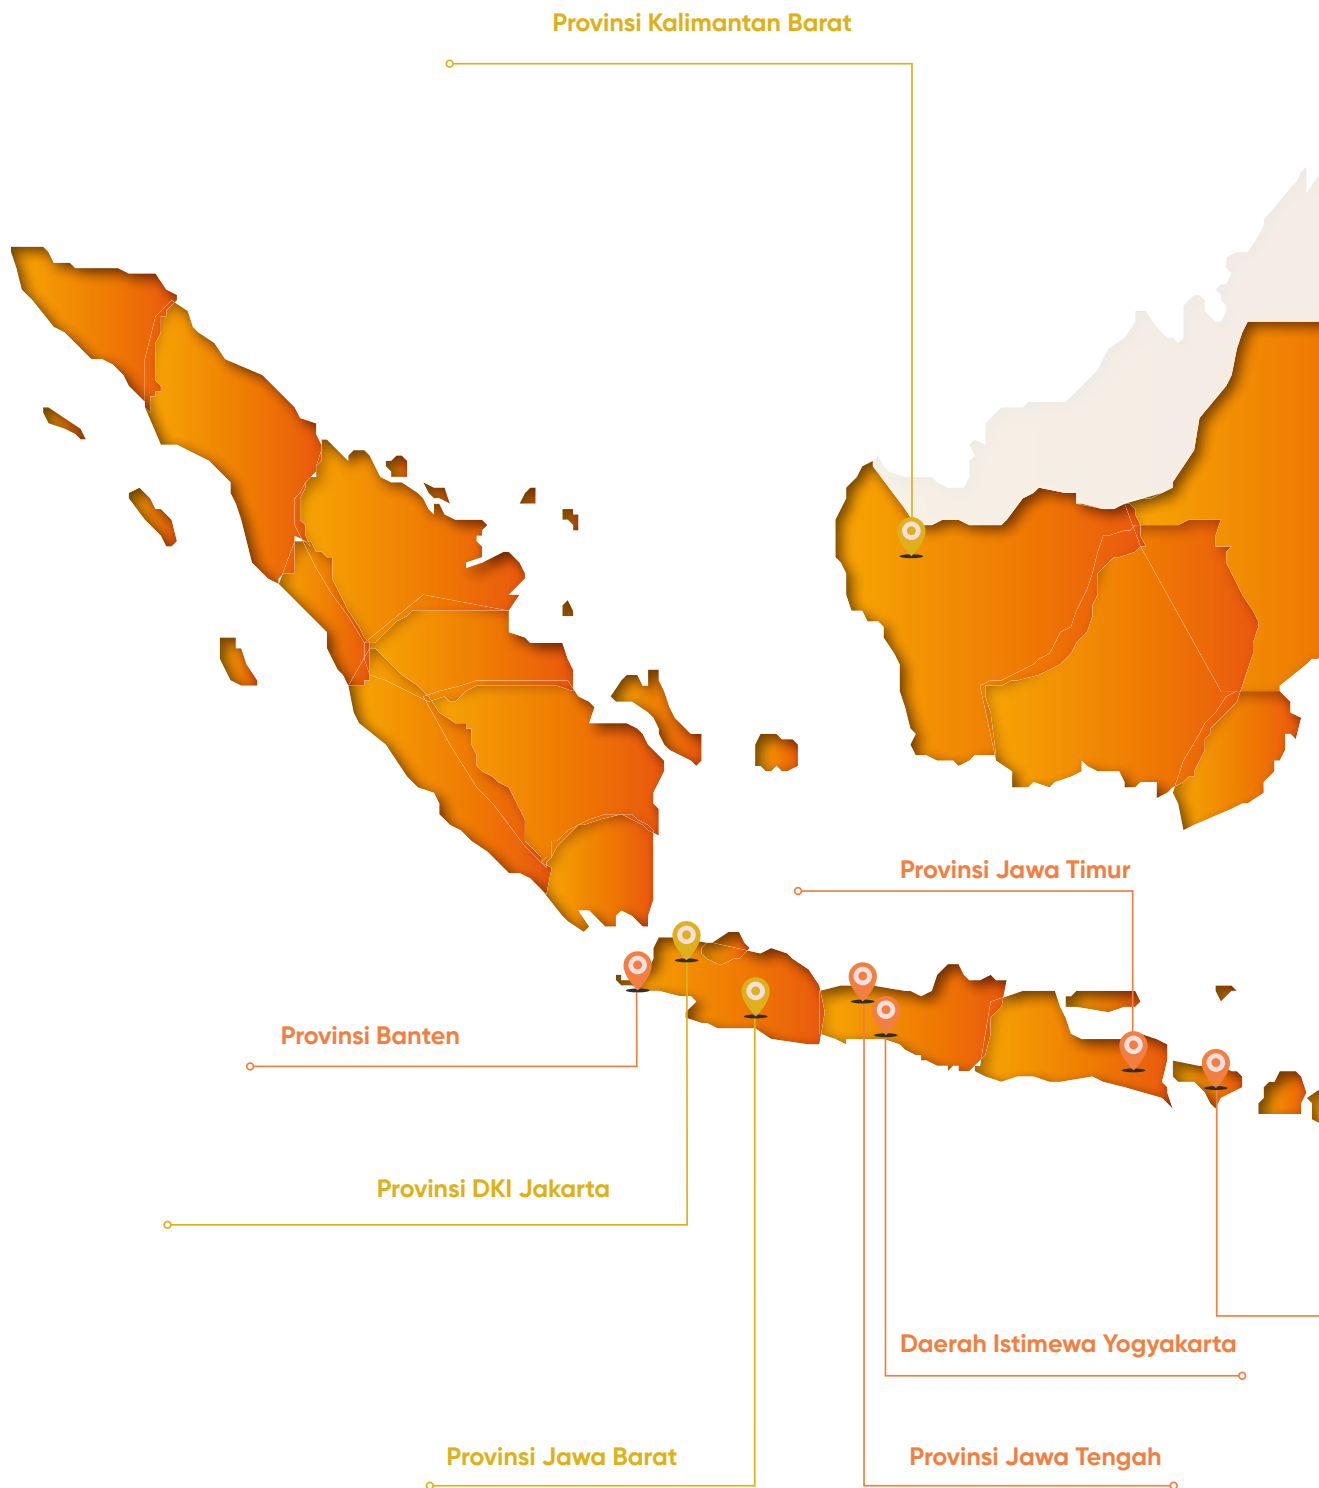 Provinsi Kalimantan Barat
Provinsi Jawa Timur
Provinsi Banten
Provinsi DKI Jakarta
Daerah Istimewa Yogyakarta
Provinsi Jawa Barat
Provinsi Jawa Tengah